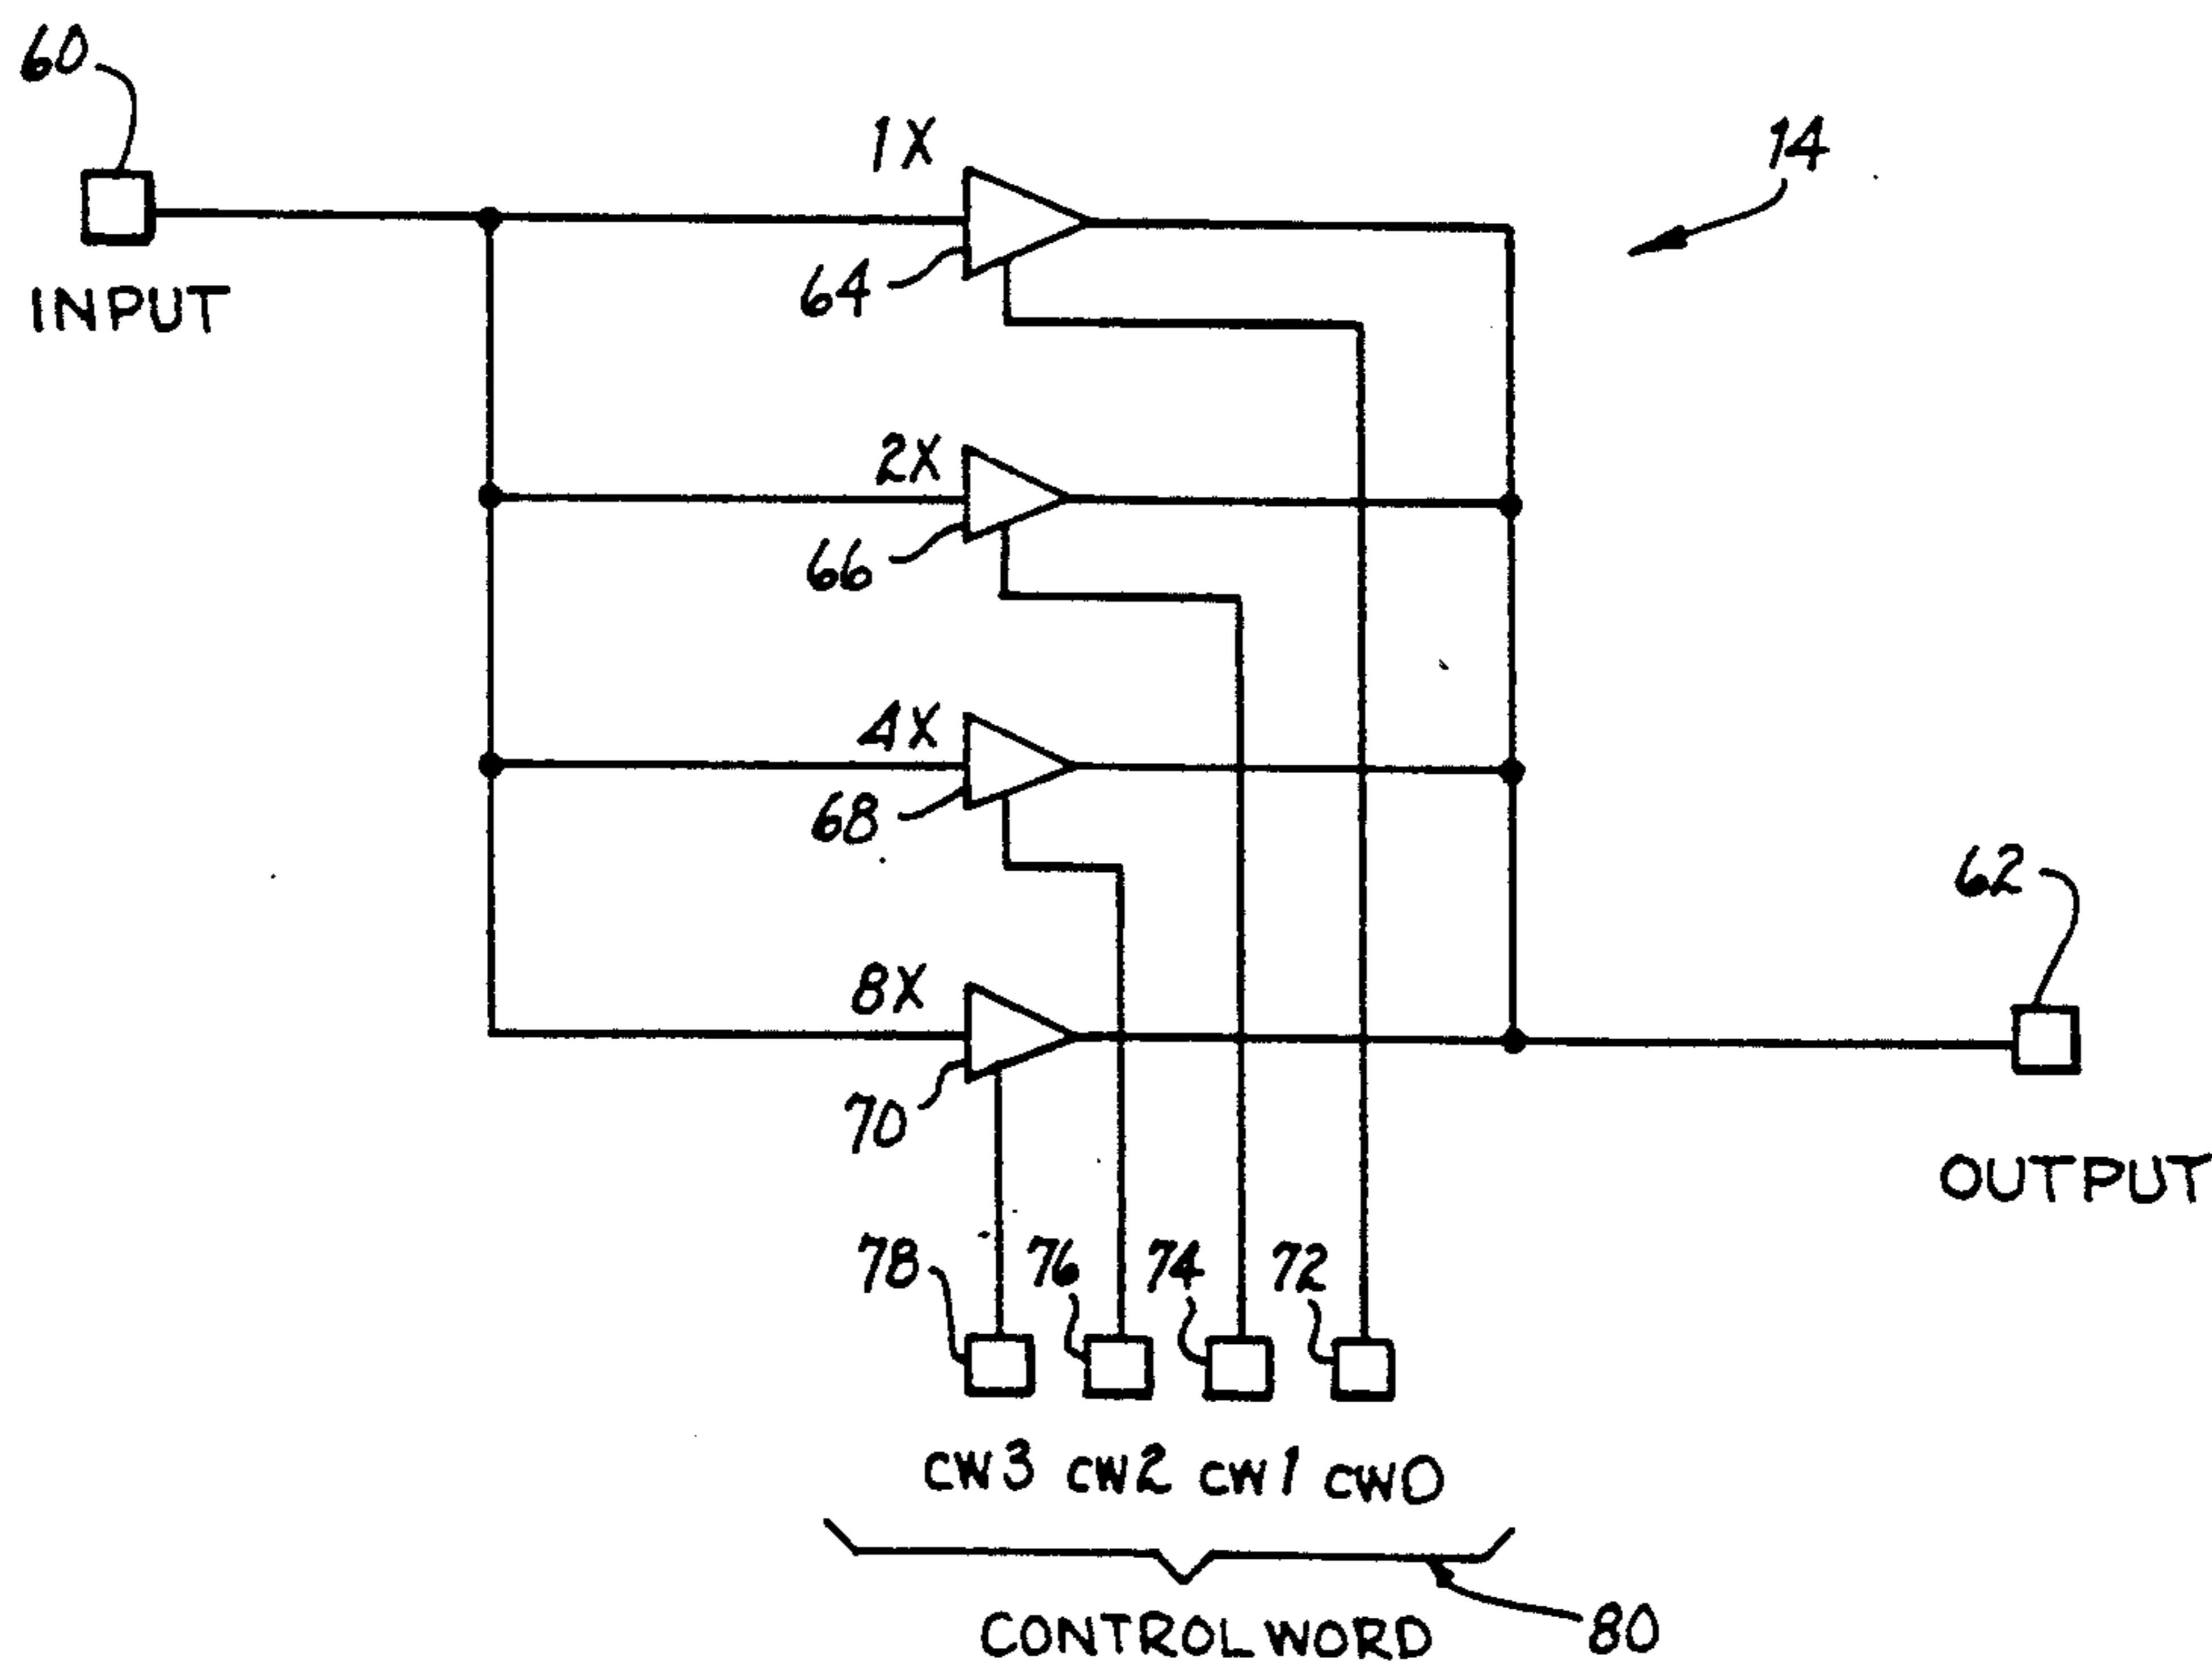 60
1X
14
INPUT
64
2X
66
4X
68
62
8X
70
OUTPUT
78 76 74 72
CW3 CW2 CW1 CW0
CONTROL WORD
80